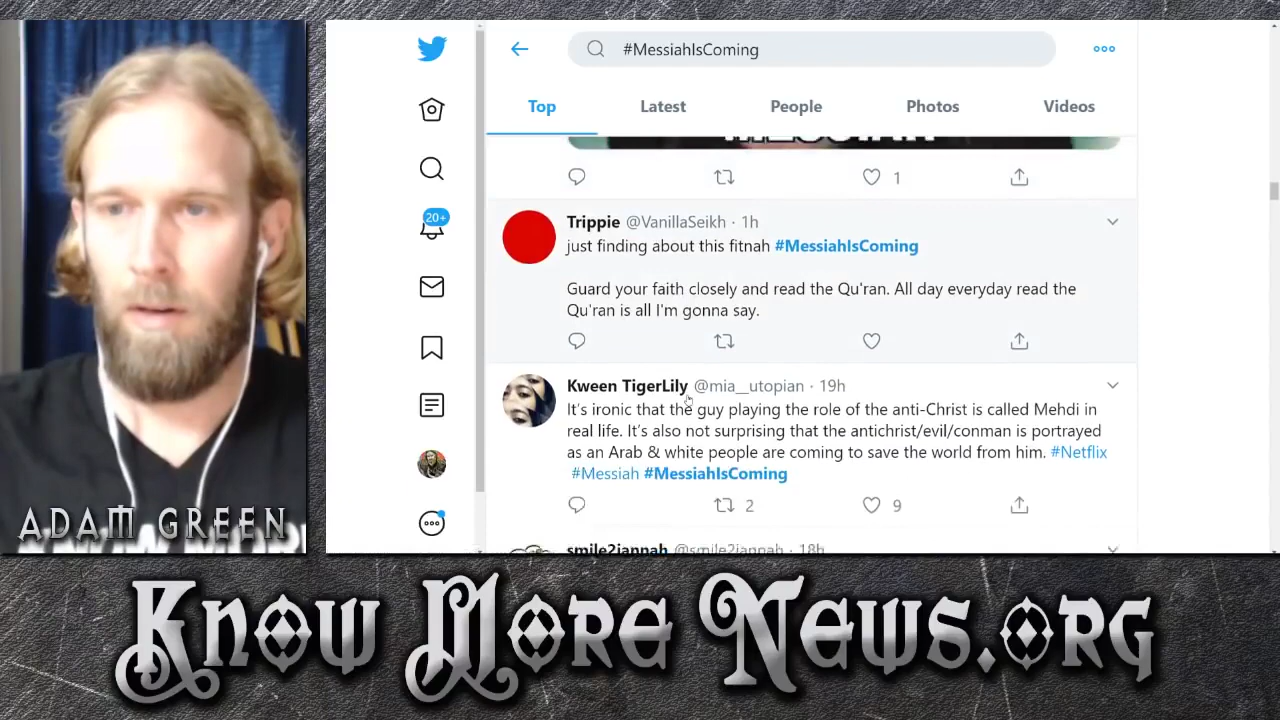 #MessiahIsComing
Top
Latest
People
Photos
Videos
1
20+
Trippie @VanillaSeikh · 1h
just finding about this fitnah #MessiahIsComing
Guard your faith closely and read the Qu'ran. All day everyday read the
Qu'ran is all I'm gonna say.
Kween TigerLily @mia__utopian · 19h
It's ironic that the guy playing the role of the anti-Christ is called Mehdi in
real life. It's also not surprising that the antichrist/evil/conman is portrayed
as an Arab & white people are coming to save the world from him. #Netflix
#Messiah #MessiahIsComing
2
9
smile2jannah @smile2jannah · 18h
ADAM GREEN
Know More News.org